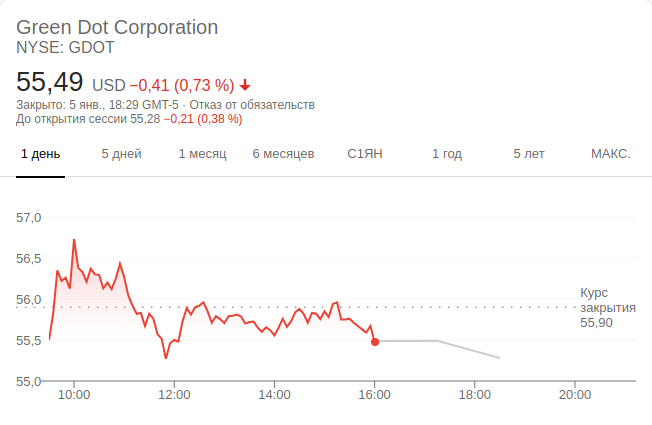 Green Dot Corporation
NYSE: GDOT
55,49 USD −0,41 (0,73 %)
Закрыто: 5 янв., 18:29 GMT-5 · Отказ от обязательств
До открытия сессии 55,28 −0,21 (0,38 %)
1 день 5 дней 1 месяц 6 месяцев С1ЯН 1 год 5 лет МАКС.
57,0
56,5
56,0
55,5
55,0
Курс
закрытия
55,90
10:00 12:00 14:00 16:00 18:00 20:00